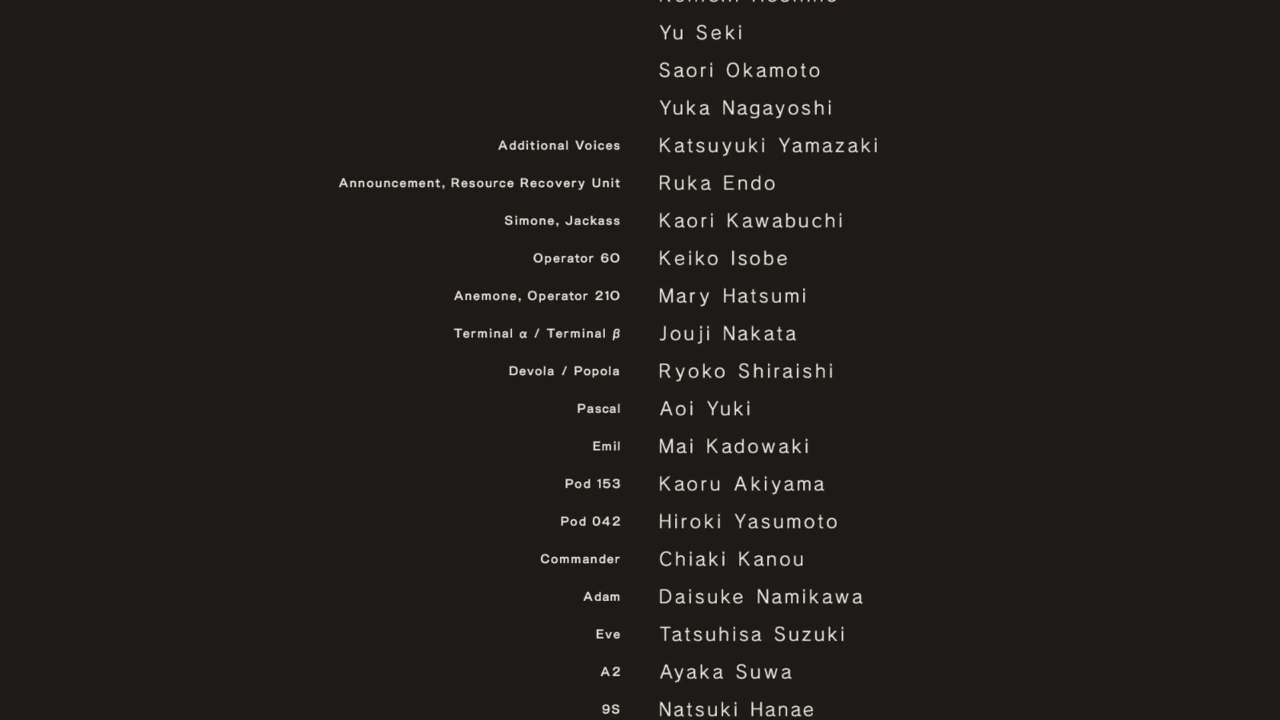 Yu Seki
Saori Okamoto
Yuka Nagayoshi
Additional Voices Katsuyuki Yamazaki
Announcement, Resource Recovery Unit Ruka Endo
Simone, Jackass Kaori Kawabuchi
Operator 6O Keiko Isobe
Anemone, Operator 21O Mary Hatsumi
Terminal α / Terminal β Jouji Nakata
Devola / Popola Ryoko Shiraishi
Pascal Aoi Yuki
Emil Mai Kadowaki
Pod 153 Kaoru Akiyama
Pod 042 Hiroki Yasumoto
Commander Chiaki Kanou
Adam Daisuke Namikawa
Eve Tatsuhisa Suzuki
A2 Ayaka Suwa
9S Natsuki Hanae